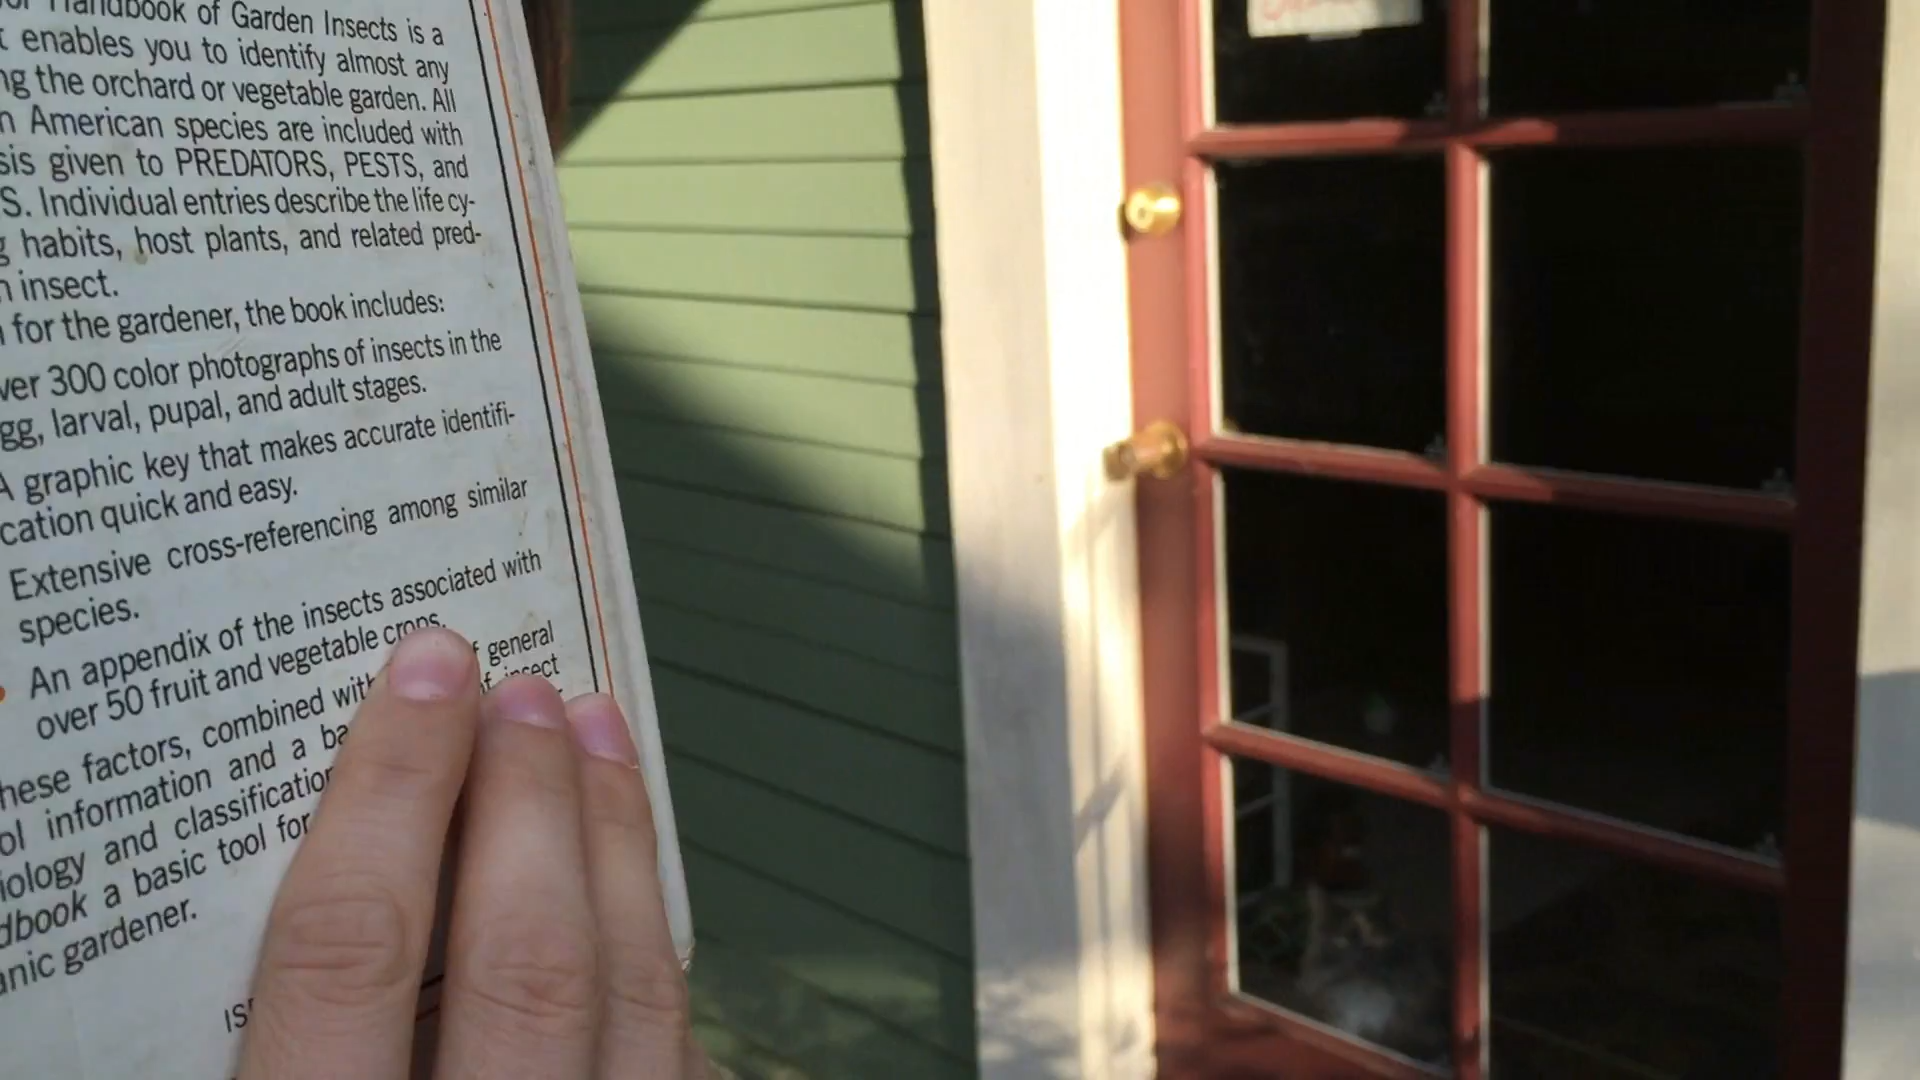 Handbook of Garden Insects is a
enables you to identify almost any
ng the orchard or vegetable garden. All
n American species are included with
sis given to PREDATORS, PESTS, and
S. Individual entries describe the life cy-
g habits, host plants, and related pred-
n insect.
for the gardener, the book includes:
ver 300 color photographs of insects in the
gg, larval, pupal, and adult stages.
A graphic key that makes accurate identifi-
cation quick and easy.
Extensive cross-referencing among similar
species.
An appendix of the insects associated with
over 50 fruit and vegetable crops.
hese factors, combined with general
ol information and a ba of insect
iology and classification
dbook a basic tool for
anic gardener.